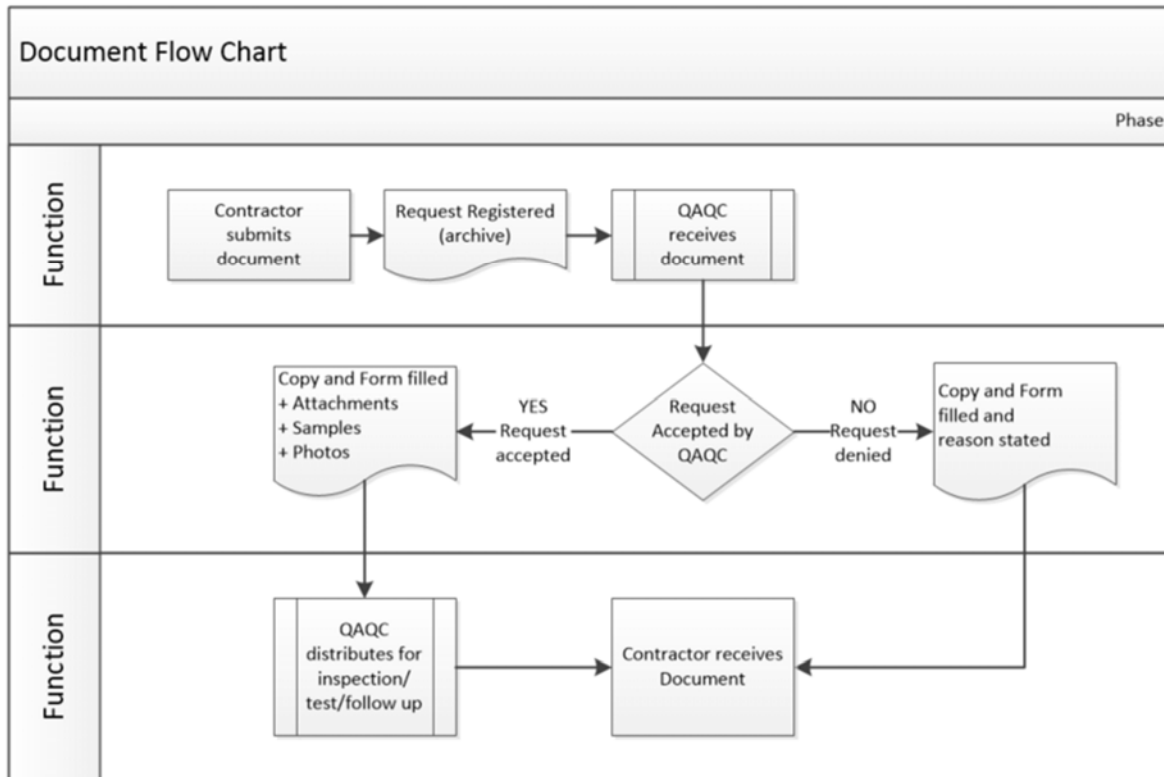 Document Flow Chart
Phase
Function
Contractor
submits
document
Request Registered
(archive)
QAQC
receives
document
Function
Copy and Form filled
+ Attachments
+ Samples
+ Photos
YES
Request
accepted
Request
Accepted by
QAQC
NO
Request
denied
Copy and Form
filled and
reason stated
Function
QAQC
distributes for
inspection/
test/follow up
Contractor receives
Document